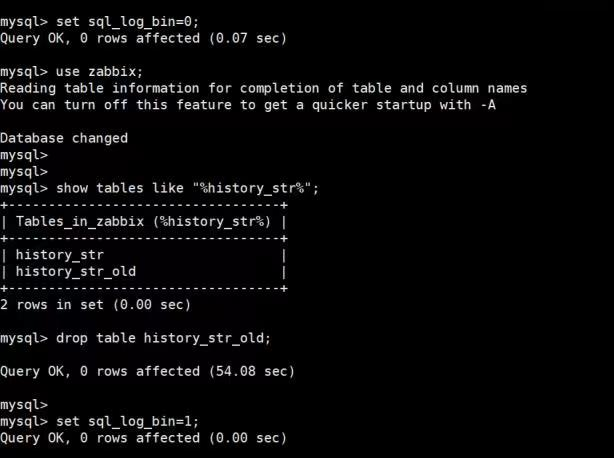 mysql> set sql_log_bin=0;
Query OK, 0 rows affected (0.07 sec)
mysql> use zabbix;
Reading table information for completion of table and column names
You can turn off this feature to get a quicker startup with -A
Database changed
mysql>
mysql>
mysql> show tables like "%history_str%";
+----------------------------------+
| Tables_in_zabbix (%history_str%) |
+----------------------------------+
| history_str                      |
| history_str_old                  |
+----------------------------------+
2 rows in set (0.00 sec)
mysql> drop table history_str_old;
Query OK, 0 rows affected (54.08 sec)
mysql>
mysql> set sql_log_bin=1;
Query OK, 0 rows affected (0.00 sec)